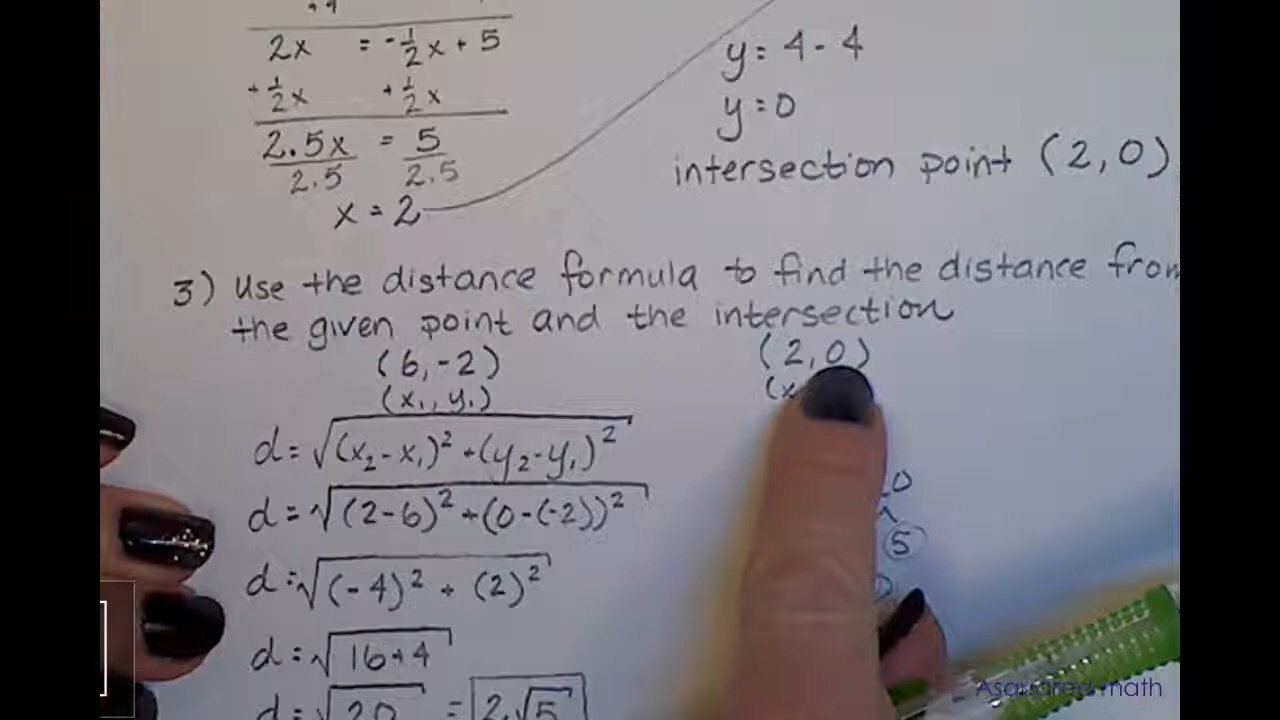 2x = -1/2x + 5
+1/2x +1/2x
2.5x = 5
2.5 2.5
x = 2
y = 4 - 4
y = 0
intersection point (2, 0)
3) Use the distance formula to find the distance from
the given point and the intersection
(6, -2) (2, 0)
(x₁, y₁) (x
d = √(x₂ - x₁)² + (y₂ - y₁)²
d = √(2 - 6)² + (0 - (-2))²
d = √(-4)² + (2)²
d = √16 + 4
d = √20 = 2√5
5
Asquared math